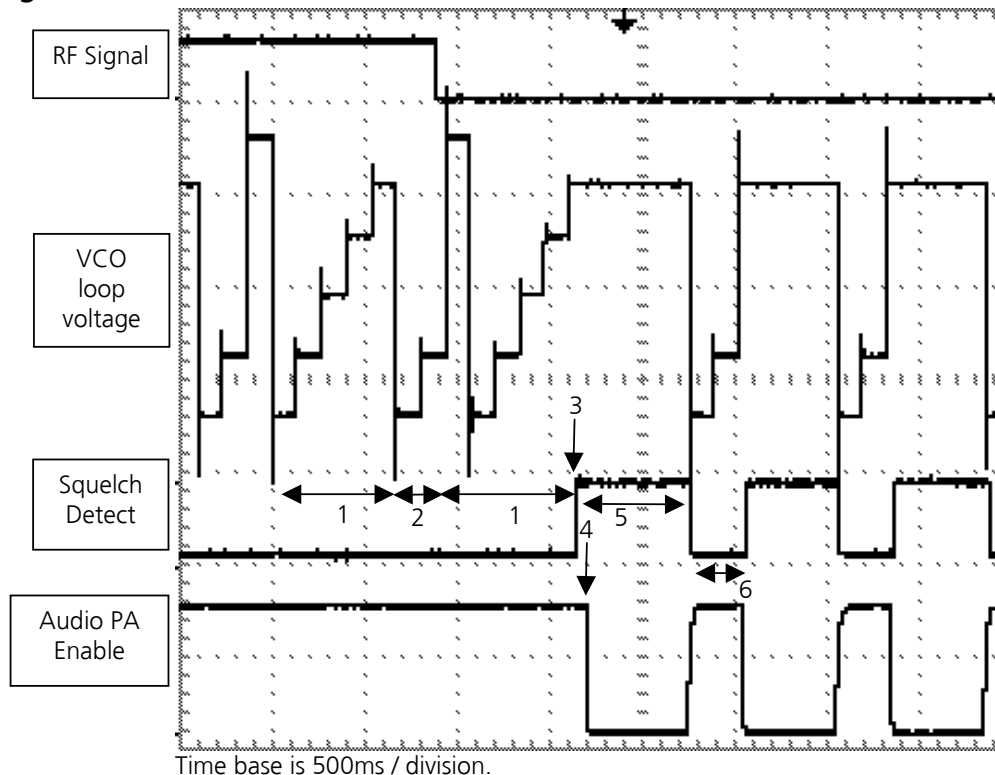 RF Signal
VCO
loop
voltage
3
Squelch
Detect
1
2
1
5
4
6
Audio PA
Enable
Time base is 500ms / division.